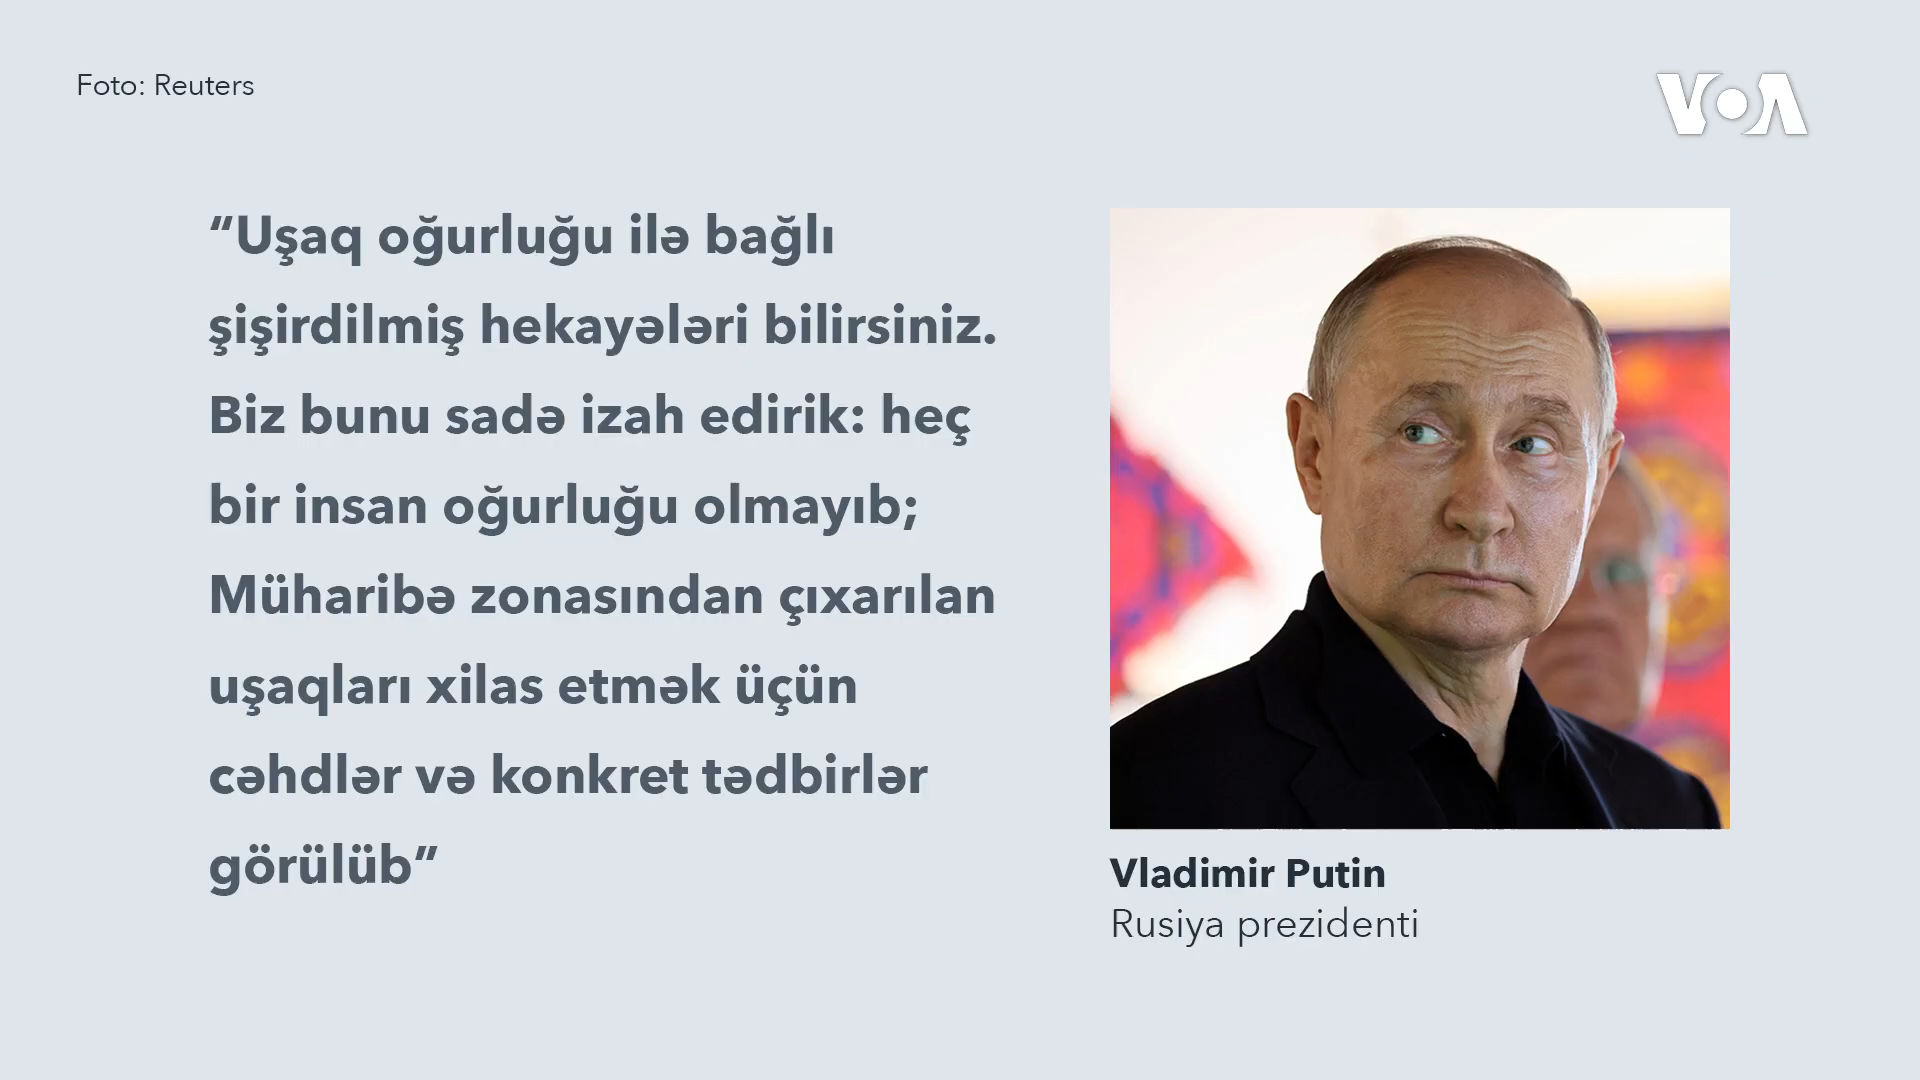 Foto: Reuters
VOA
“Uşaq oğurluğu ilə bağlı
şişirdilmiş hekayələri bilirsiniz.
Biz bunu sadə izah edirik: heç
bir insan oğurluğu olmayıb;
Müharibə zonasından çıxarılan
uşaqları xilas etmək üçün
cəhdlər və konkret tədbirlər
görülüb”
Vladimir Putin
Rusiya prezidenti